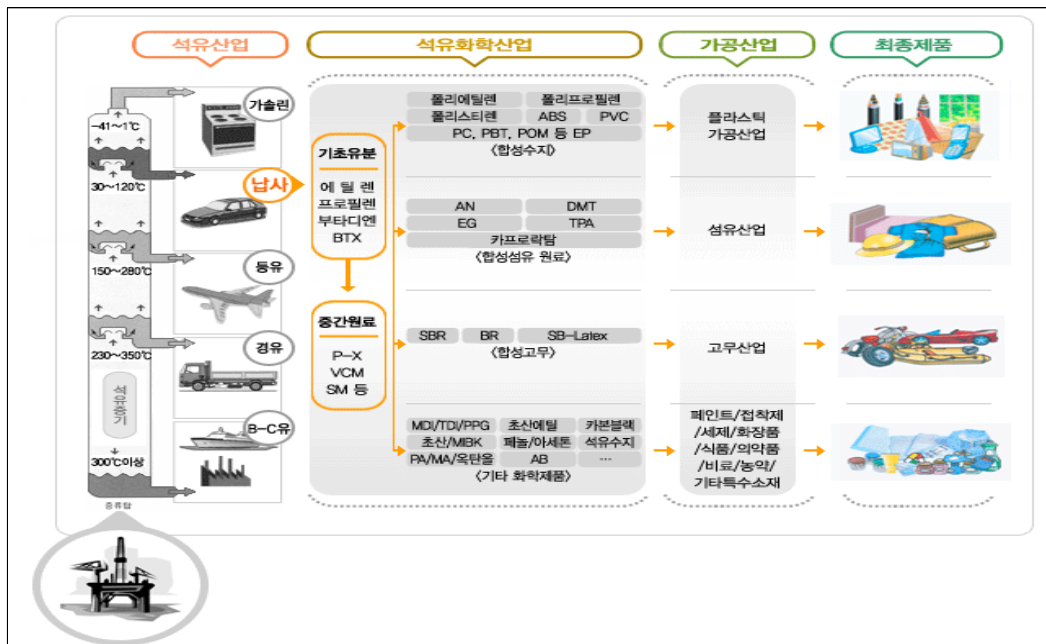 석유산업
석유화학산업
가공산업
최종제품
가솔린
-41~1℃
30~120℃
납사
150~280℃
등유
230~350℃
경유
석유증기
B-C유
300℃이상
증류탑
기초유분
에 틸 렌
프로필렌
부타디엔
BTX
중간원료
P-X
VCM
SM 등
폴리에틸렌 폴리프로필렌
폴리스티렌 ABS PVC
PC, PBT, POM 등 EP
〈합성수지〉
AN DMT
EG TPA
카프로락탐
〈합성섬유 원료〉
SBR BR SB-Latex
〈합성고무〉
MDI/TDI/PPG 초산에틸 카본블랙
초산/MIBK 페놀/아세톤 석유수지
PA/MA/옥탄올 AB ...
〈기타 화학제품〉
플라스틱
가공산업
섬유산업
고무산업
페인트/접착제
/세제/화장품
/식품/의약품
/비료/농약/
기타특수소재